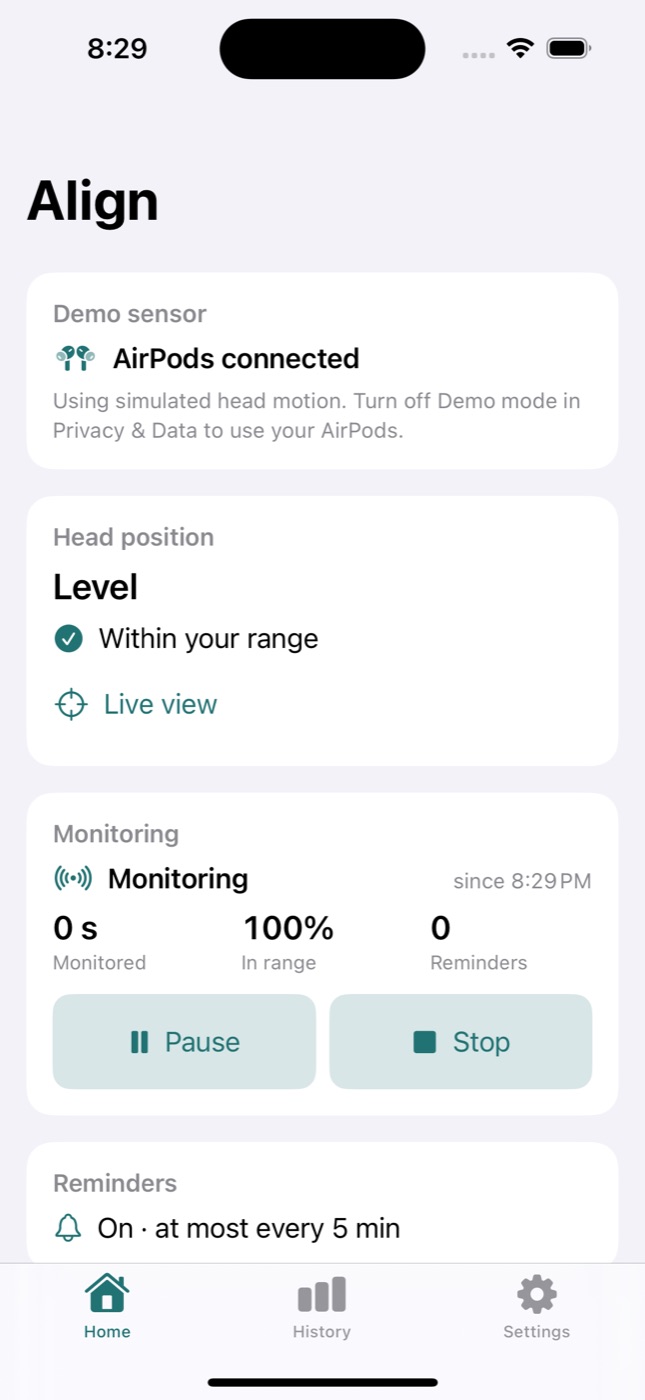 8:29
Align
Demo sensor
AirPods connected
Using simulated head motion. Turn off Demo mode in
Privacy & Data to use your AirPods.
Head position
Level
Within your range
Live view
Monitoring
Monitoring since 8:29 PM
0 s 100% 0
Monitored In range Reminders
Pause Stop
Reminders
On · at most every 5 min
Home History Settings